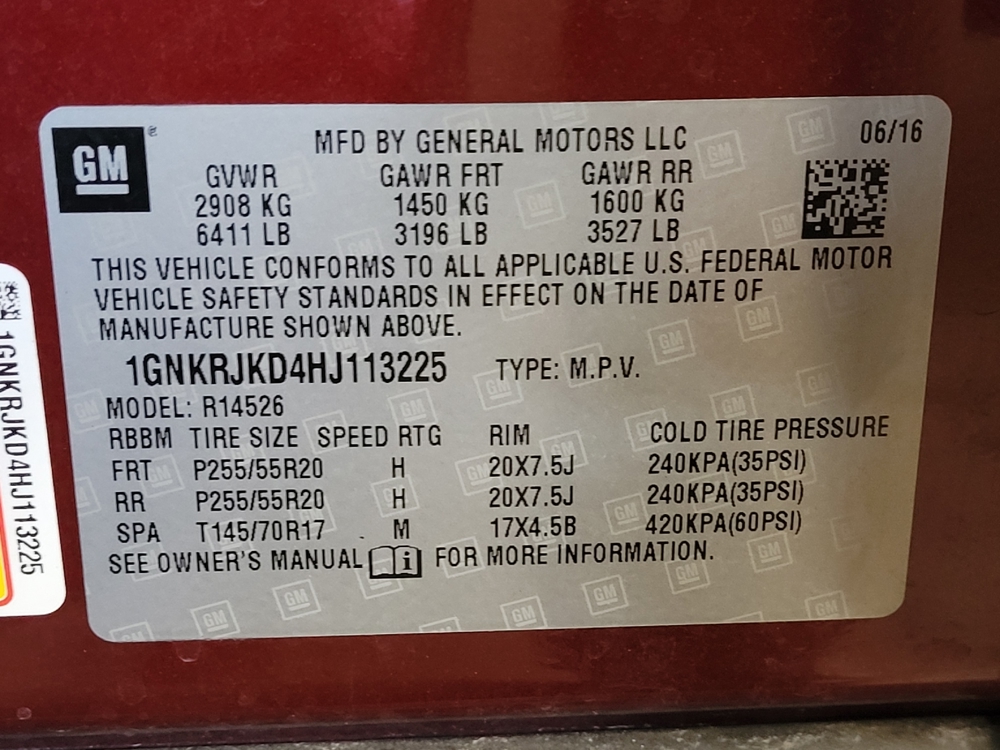 GM®
MFD BY GENERAL MOTORS LLC 06/16
GVWR GAWR FRT GAWR RR
2908 KG 1450 KG 1600 KG
6411 LB 3196 LB 3527 LB
THIS VEHICLE CONFORMS TO ALL APPLICABLE U.S. FEDERAL MOTOR
VEHICLE SAFETY STANDARDS IN EFFECT ON THE DATE OF
MANUFACTURE SHOWN ABOVE.
1GNKRJKD4HJ113225 TYPE: M.P.V.
MODEL: R14526
RBBM TIRE SIZE SPEED RTG RIM COLD TIRE PRESSURE
FRT P255/55R20 H 20X7.5J 240KPA(35PSI)
RR P255/55R20 H 20X7.5J 240KPA(35PSI)
SPA T145/70R17 M 17X4.5B 420KPA(60PSI)
SEE OWNER'S MANUAL i FOR MORE INFORMATION.
1GNKRJKD4HJ113225